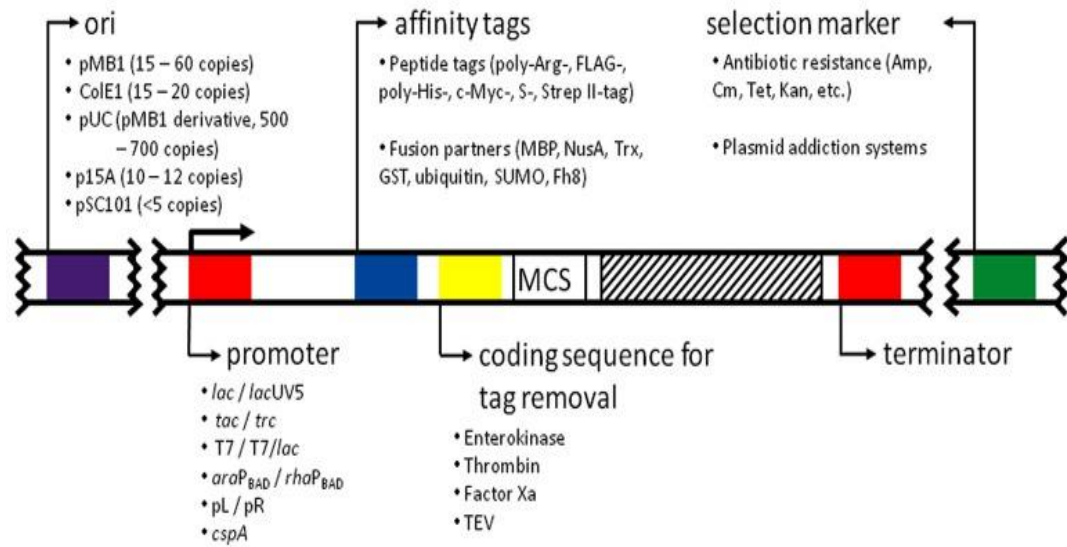 ori
• pMB1 (15 – 60 copies)
• ColE1 (15 – 20 copies)
• pUC (pMB1 derivative, 500
– 700 copies)
• p15A (10 – 12 copies)
• pSC101 (<5 copies)
affinity tags
• Peptide tags (poly-Arg-, FLAG-,
poly-His-, c-Myc-, S-, Strep II-tag)
• Fusion partners (MBP, NusA, Trx,
GST, ubiquitin, SUMO, Fh8)
selection marker
• Antibiotic resistance (Amp,
Cm, Tet, Kan, etc.)
• Plasmid addiction systems
MCS
promoter
• lac / lacUV5
• tac / trc
• T7 / T7/lac
• araPBAD / rhaPBAD
• pL / pR
• cspA
coding sequence for
tag removal
• Enterokinase
• Thrombin
• Factor Xa
• TEV
terminator